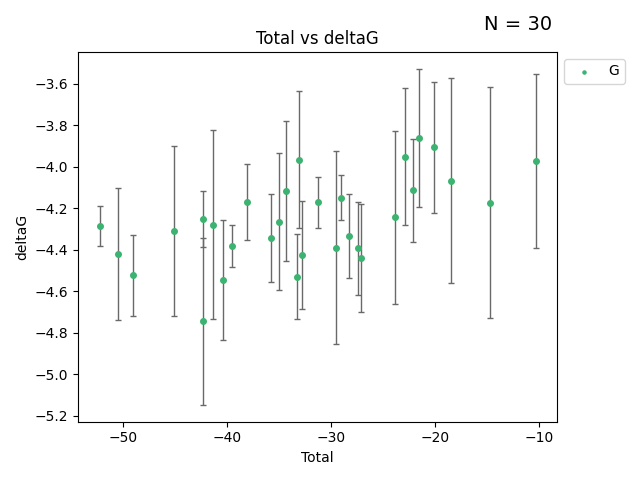 N = 30
Total vs deltaG
G
deltaG
−3.6
−3.8
−4.0
−4.2
−4.4
−4.6
−4.8
−5.0
−5.2
−50 −40 −30 −20 −10
Total